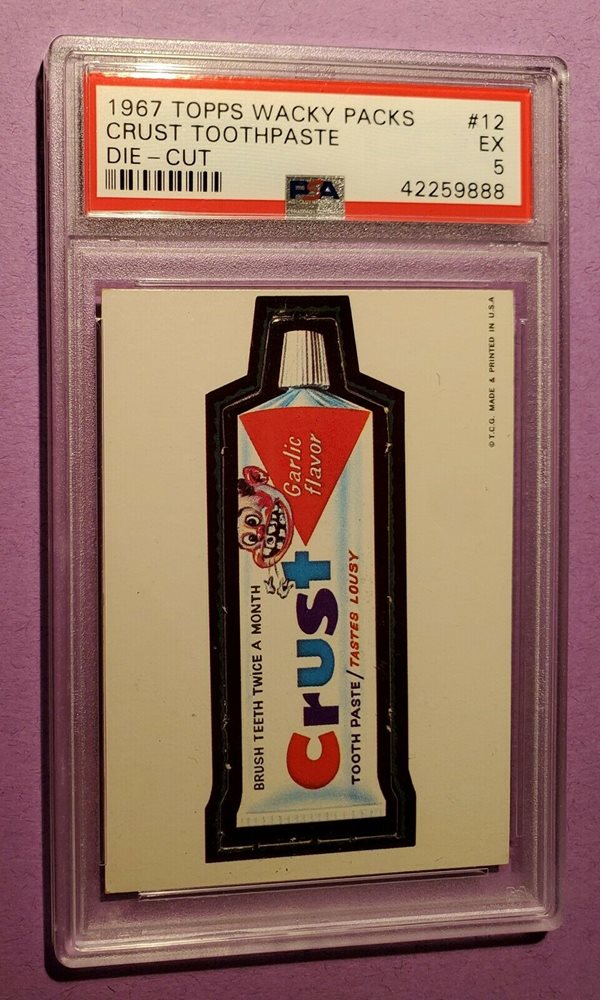 1967 TOPPS WACKY PACKS #12
CRUST TOOTHPASTE EX
DIE-CUT 5
PSA 42259888
© T.C.G. MADE & PRINTED IN U.S.A
Garlic
flavor
BRUSH TEETH TWICE A MONTH
Crust
TOOTH PASTE/TASTES LOUSY